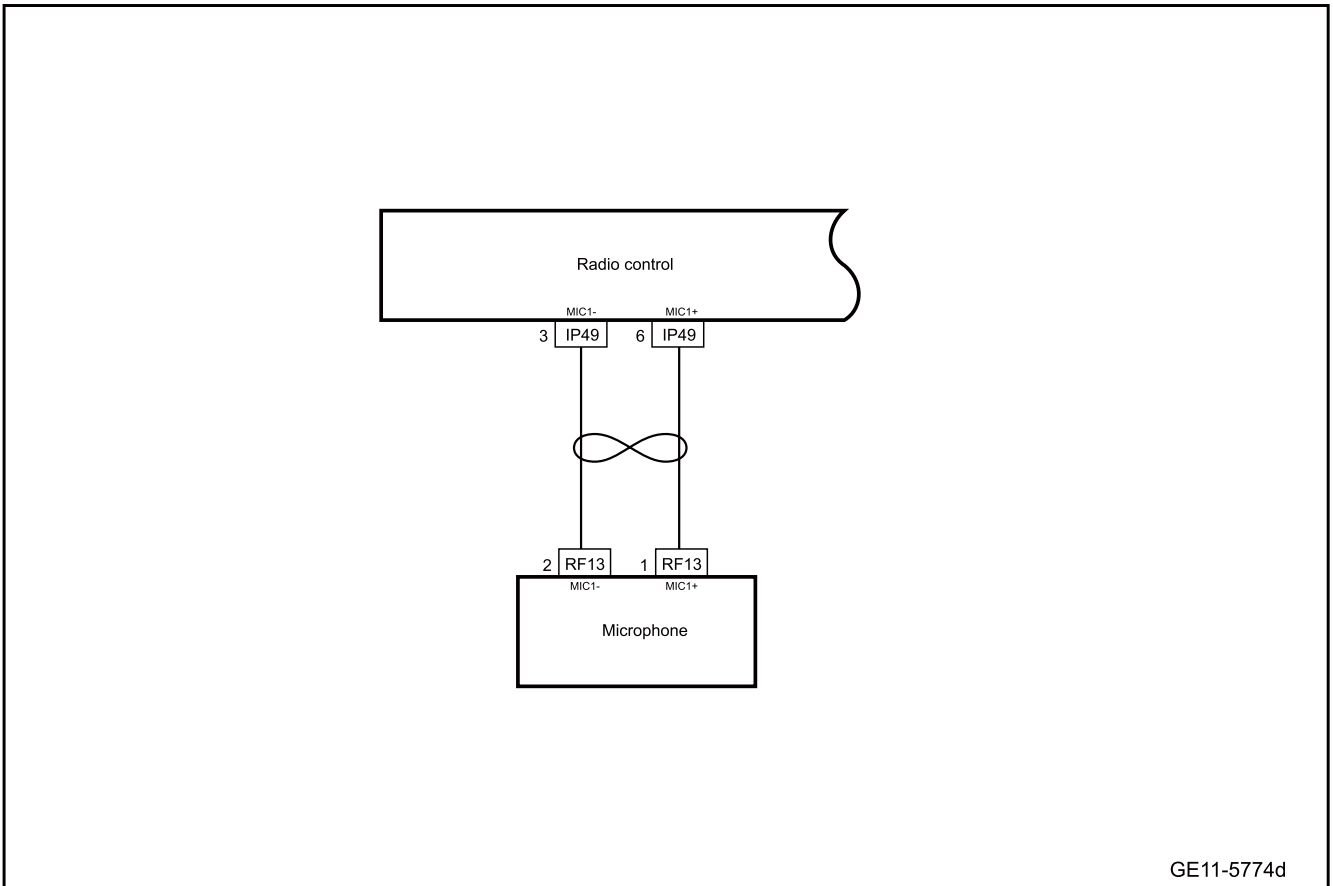 Radio control
MIC1- MIC1+
3 IP49 6 IP49
2 RF13 1 RF13
MIC1- MIC1+
Microphone
GE11-5774d